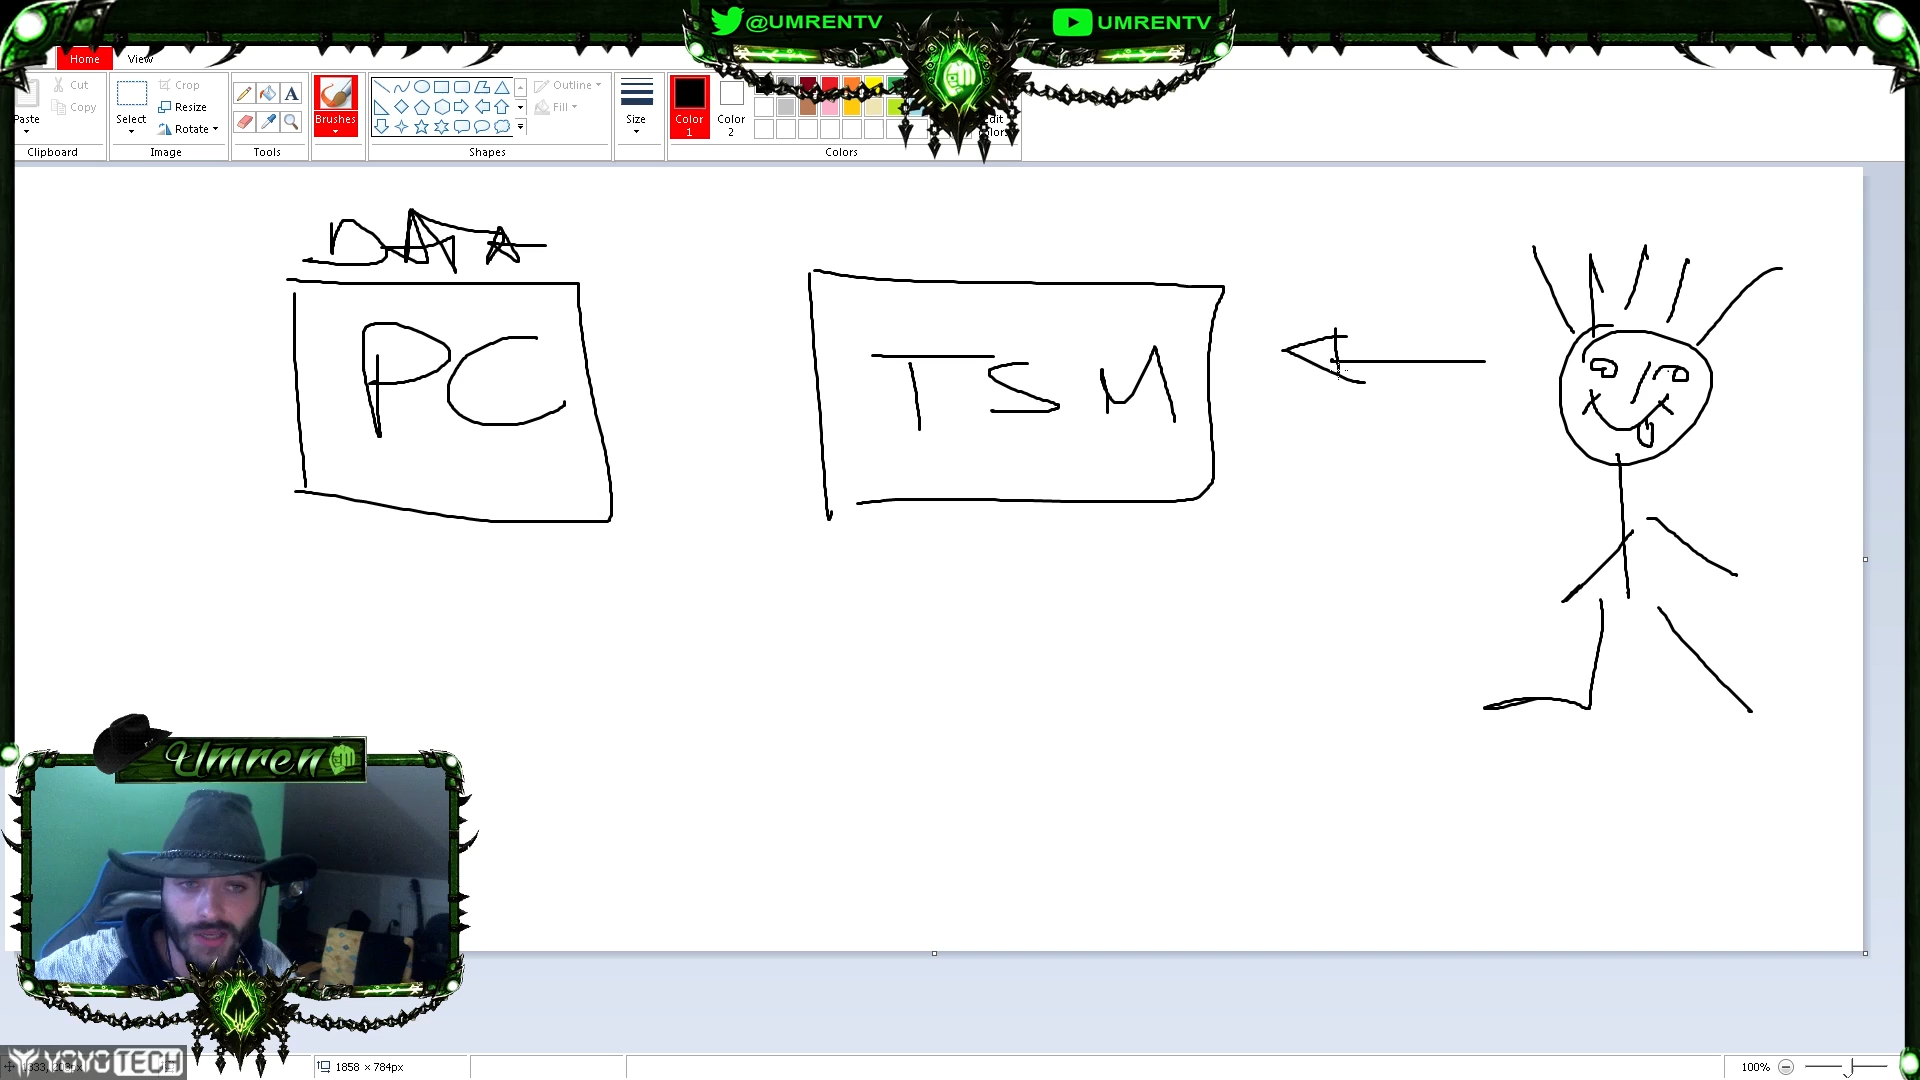 @UMRENTV
UMRENTV
Home
View
Cut
Copy
Paste
Clipboard
Select
Crop
Resize
Rotate
Image
Tools
Brushes
Shapes
Outline
Fill
Size
Color 1
Color 2
Colors
DATA
PC
TSM
Umren
YOYOTECH
1858 × 784px
100%